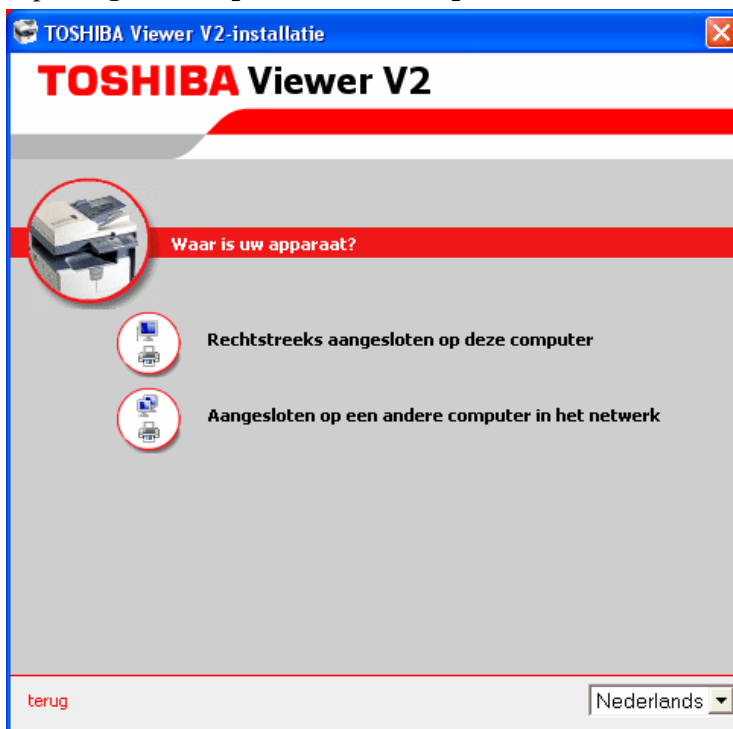 TOSHIBA Viewer V2-installatie
TOSHIBA Viewer V2
Waar is uw apparaat?
Rechtstreeks aangesloten op deze computer
Aangesloten op een andere computer in het netwerk
terug
Nederlands